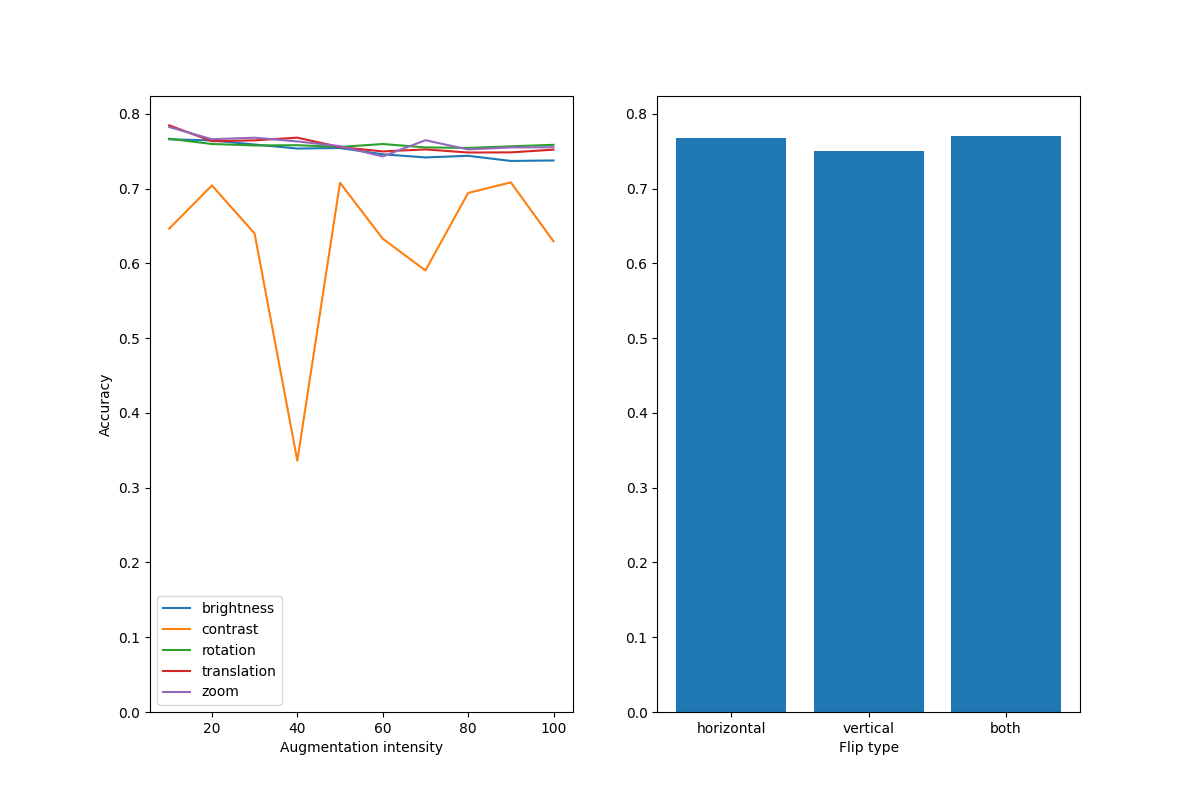 0.8
0.7
0.6
0.5
0.4
0.3
0.2
0.1
0.0
Accuracy
brightness
contrast
rotation
translation
zoom
20 40 60 80 100
Augmentation intensity
0.8
0.7
0.6
0.5
0.4
0.3
0.2
0.1
0.0
horizontal vertical both
Flip type